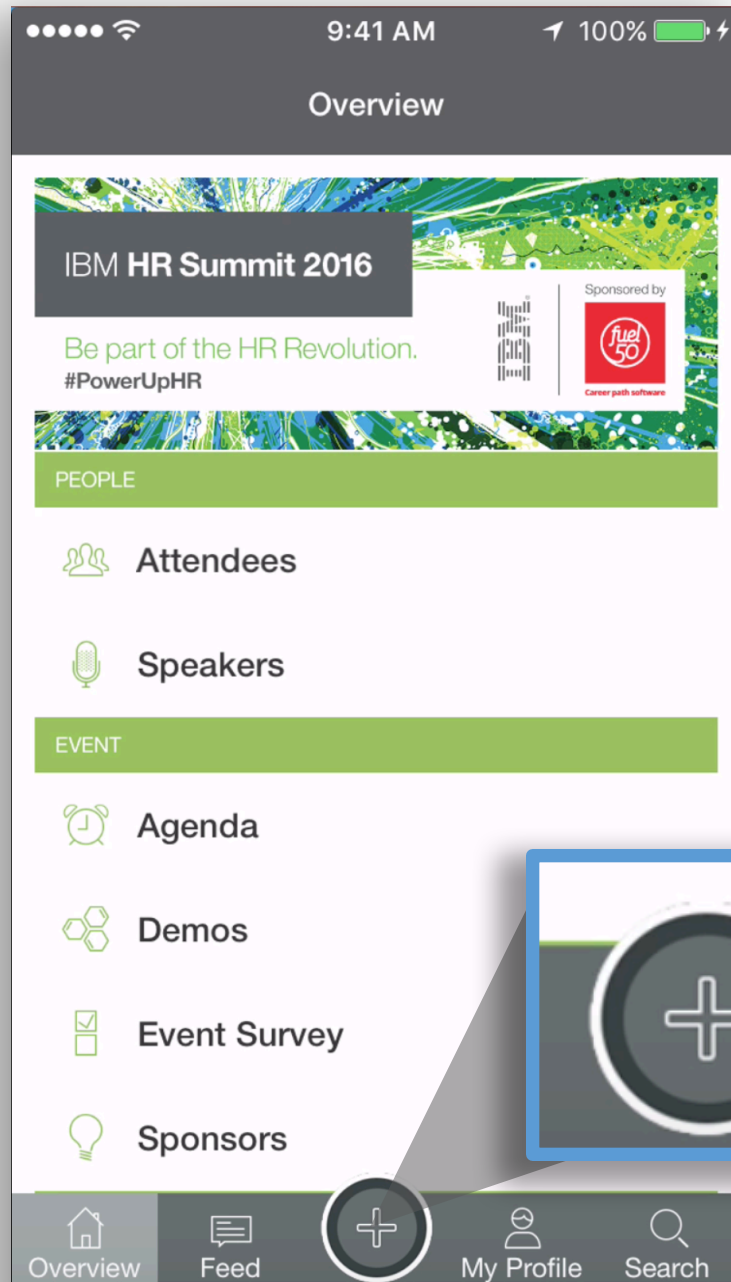 9:41 AM
100%
Overview
IBM HR Summit 2016
Be part of the HR Revolution.
#PowerUpHR
IBM
Sponsored by
fuel
50
Career path software
PEOPLE
Attendees
Speakers
EVENT
Agenda
Demos
Event Survey
Sponsors
Overview
Feed
My Profile
Search